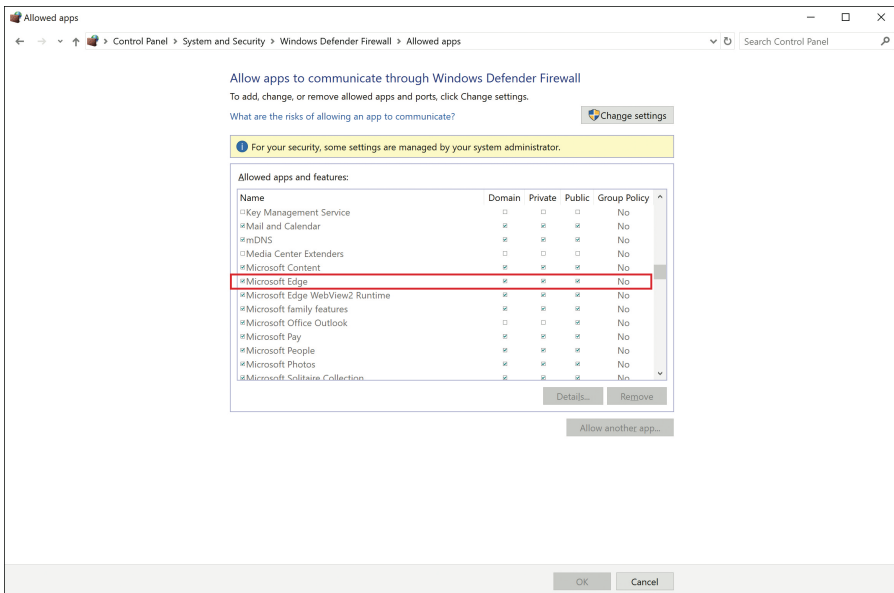 Allowed apps
Control Panel > System and Security > Windows Defender Firewall > Allowed apps
Search Control Panel
Allow apps to communicate through Windows Defender Firewall
To add, change, or remove allowed apps and ports, click Change settings.
What are the risks of allowing an app to communicate?
Change settings
For your security, some settings are managed by your system administrator.
Allowed apps and features:
Name Domain Private Public Group Policy
Key Management Service No
Mail and Calendar No
mDNS No
Media Center Extenders No
Microsoft Content No
Microsoft Edge No
Microsoft Edge WebView2 Runtime No
Microsoft family features No
Microsoft Office Outlook No
Microsoft Pay No
Microsoft People No
Microsoft Photos No
Microsoft Solitaire Collection No
Details... Remove
Allow another app...
OK Cancel